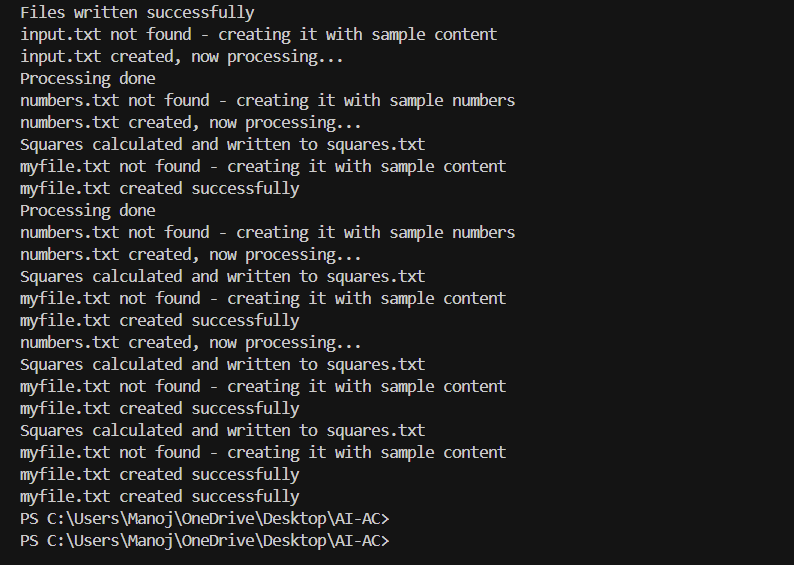 Files written successfully
input.txt not found - creating it with sample content
input.txt created, now processing...
Processing done
numbers.txt not found - creating it with sample numbers
numbers.txt created, now processing...
Squares calculated and written to squares.txt
myfile.txt not found - creating it with sample content
myfile.txt created successfully
Processing done
numbers.txt not found - creating it with sample numbers
numbers.txt created, now processing...
Squares calculated and written to squares.txt
myfile.txt not found - creating it with sample content
myfile.txt created successfully
numbers.txt created, now processing...
Squares calculated and written to squares.txt
myfile.txt not found - creating it with sample content
myfile.txt created successfully
Squares calculated and written to squares.txt
myfile.txt not found - creating it with sample content
myfile.txt created successfully
myfile.txt created successfully
PS C:\Users\Manoj\OneDrive\Desktop\AI-AC>
PS C:\Users\Manoj\OneDrive\Desktop\AI-AC>